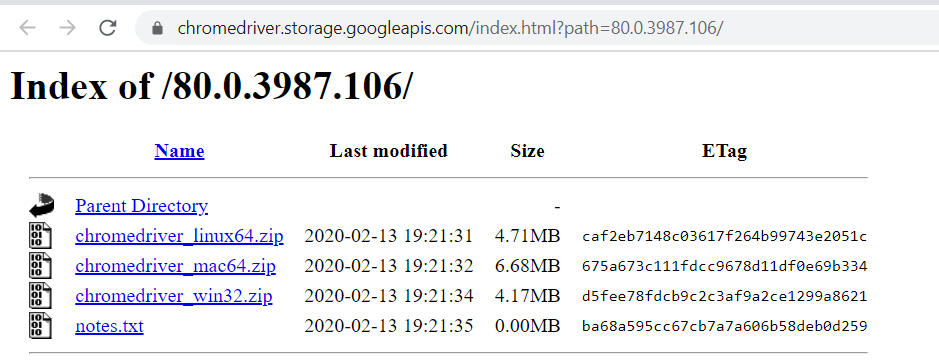 chromedriver.storage.googleapis.com/index.html?path=80.0.3987.106/
Index of /80.0.3987.106/
Name Last modified Size ETag
Parent Directory -
chromedriver_linux64.zip 2020-02-13 19:21:31 4.71MB caf2eb7148c03617f264b99743e2051c
chromedriver_mac64.zip 2020-02-13 19:21:32 6.68MB 675a673c111fdcc9678d11df0e69b334
chromedriver_win32.zip 2020-02-13 19:21:34 4.17MB d5fee78fdcb9c2c3af9a2ce1299a8621
notes.txt 2020-02-13 19:21:35 0.00MB ba68a595cc67cb7a7a606b58deb0d259